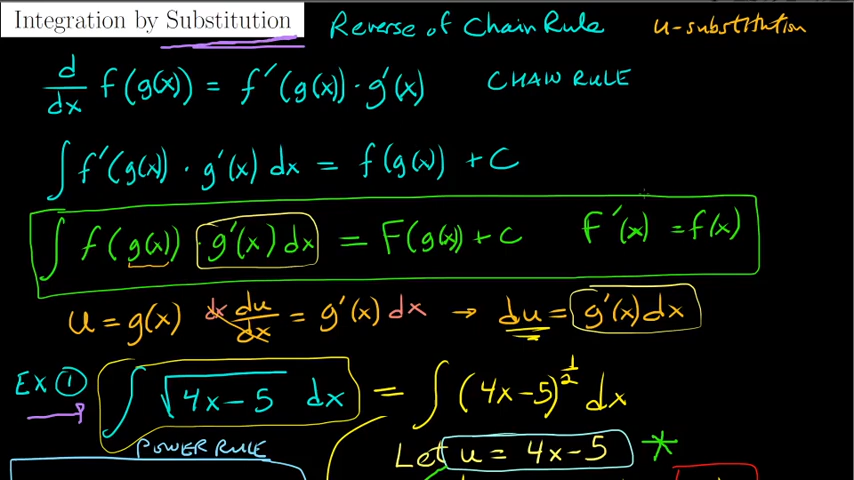 Integration by Substitution Reverse of Chain Rule u-substitution
d/dx f(g(x)) = f'(g(x)) · g'(x) CHAIN RULE
∫ f'(g(x)) · g'(x) dx = f(g(x)) + C
∫ f(g(x)) · g'(x) dx = F(g(x)) + C F'(x) = f(x)
u = g(x) dx du/dx = g'(x) dx → du = g'(x) dx
Ex ① ∫ √(4x - 5) dx = ∫ (4x - 5)^(1/2) dx
POWER RULE
Let u = 4x - 5 *